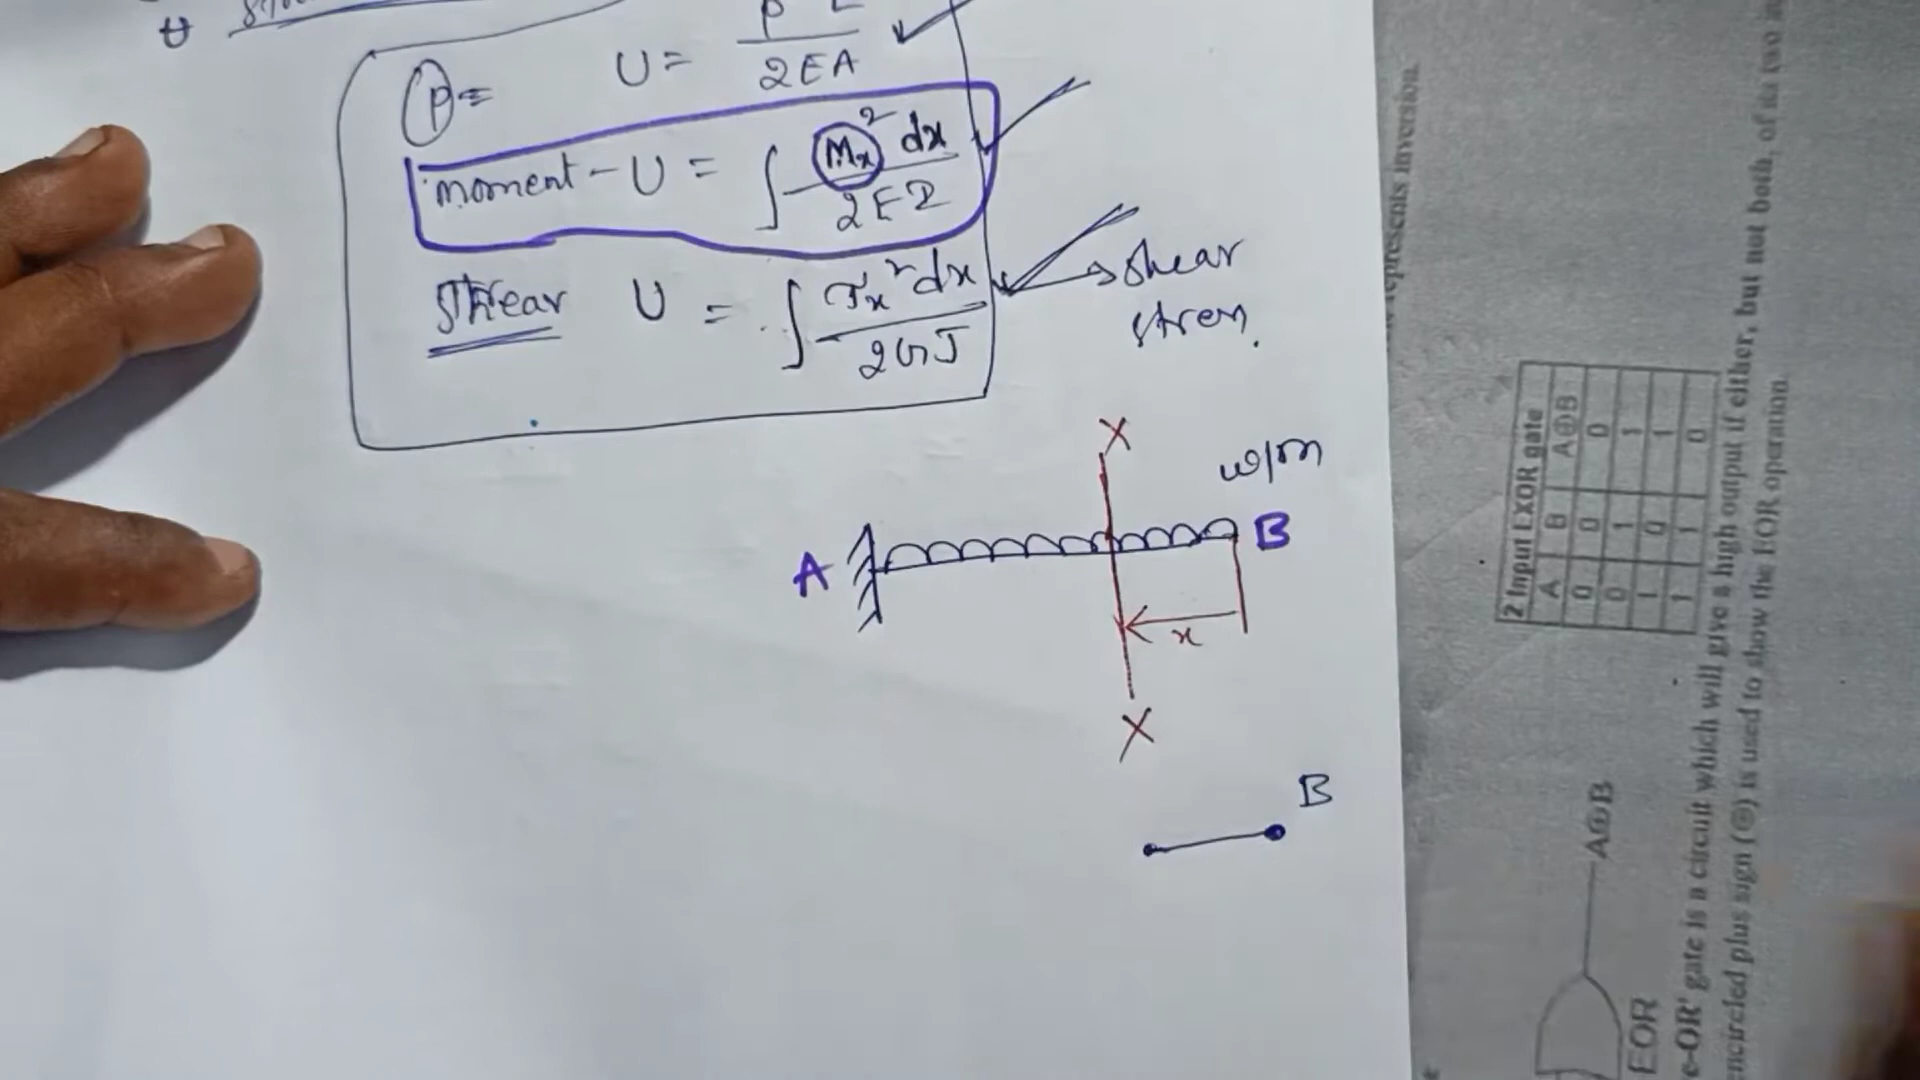 P L
U = 2EA
P =
moment - U = ∫ Mx² dx
2EI
Shear U = ∫ Tx² dx
2GJ
→ shear
stress.
X
w/m
A
B
x
X
B
represents inversion.
2 Input EXOR gate
A B A⊕B
0 0 0
0 1 1
1 0 1
1 1 0
A⊕B
EOR
e-OR' gate is a circuit which will give a high output if either, but not both, of its two in
encircled plus sign (⊕) is used to show the EOR operation.